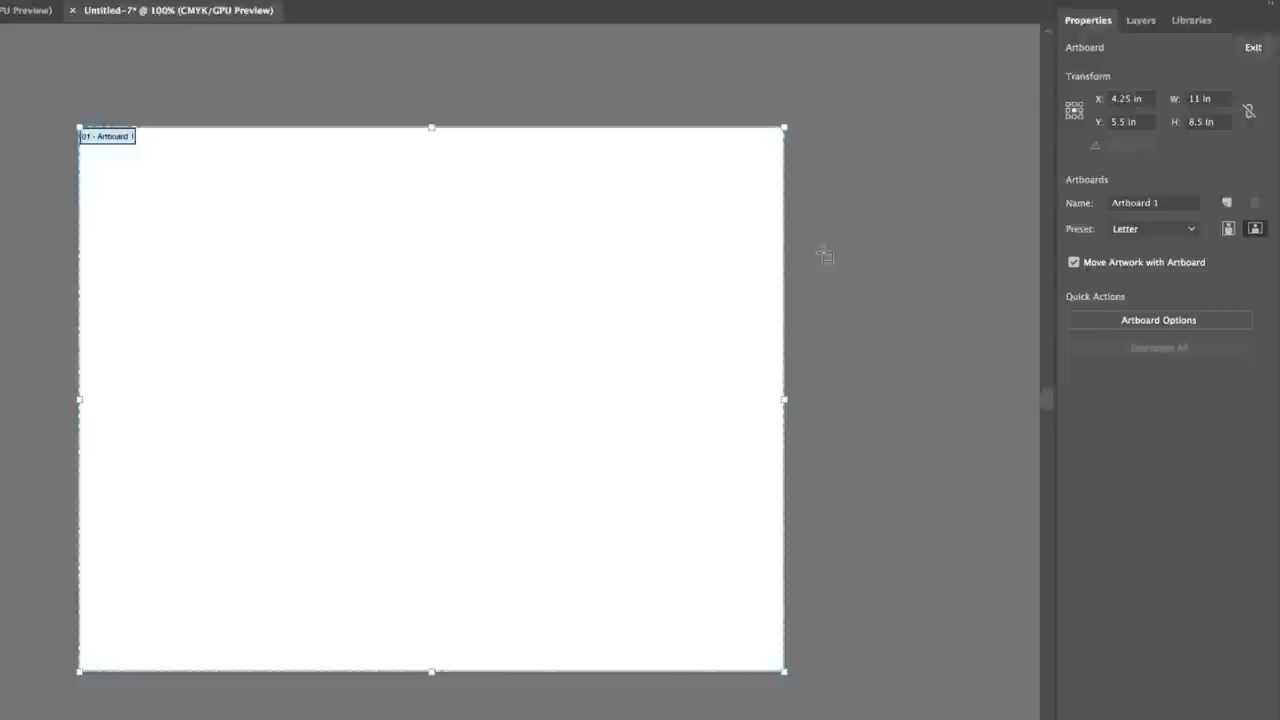 PU Preview)
× Untitled-7* @ 100% (CMYK/GPU Preview)
Properties Layers Libraries
Artboard Exit
Transform
X: 4.25 in W: 11 in
Y: 5.5 in H: 8.5 in
01 - Artboard 1
Artboards
Name: Artboard 1
Preset: Letter
Move Artwork with Artboard
Quick Actions
Artboard Options
Rearrange All